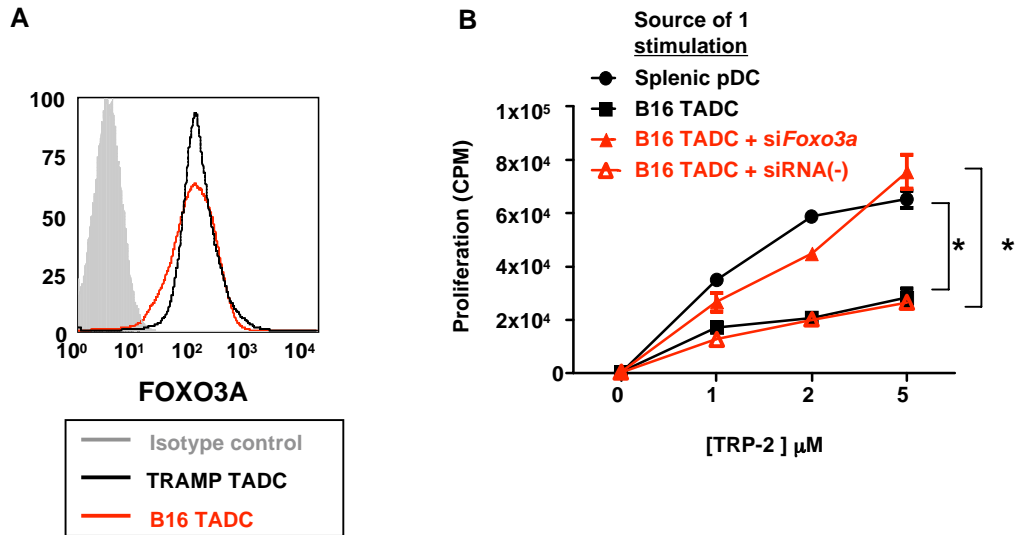 A
100
75
50
25
0
10⁰ 10¹ 10² 10³ 10⁴
FOXO3A
Isotype control
TRAMP TADC
B16 TADC
B
Source of 1
stimulation
Splenic pDC
B16 TADC
B16 TADC + siFoxo3a
B16 TADC + siRNA(-)
Proliferation (CPM)
1x10⁵
8x10⁴
6x10⁴
4x10⁴
2x10⁴
0
* *
0 1 2 5
[TRP-2 ] μM